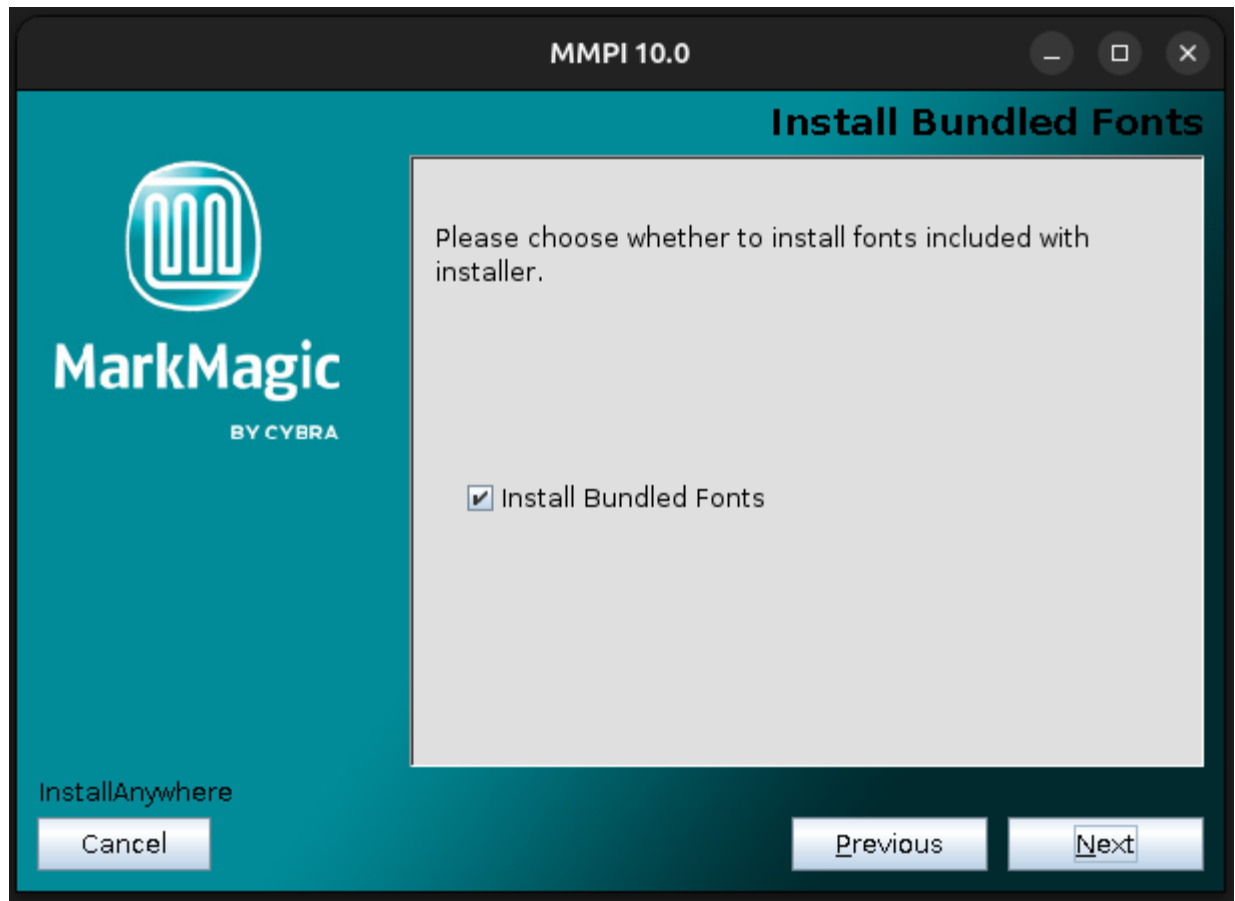 MMPI 10.0
Install Bundled Fonts
MarkMagic
BY CYBRA
Please choose whether to install fonts included with
installer.
Install Bundled Fonts
InstallAnywhere
Cancel
Previous
Next